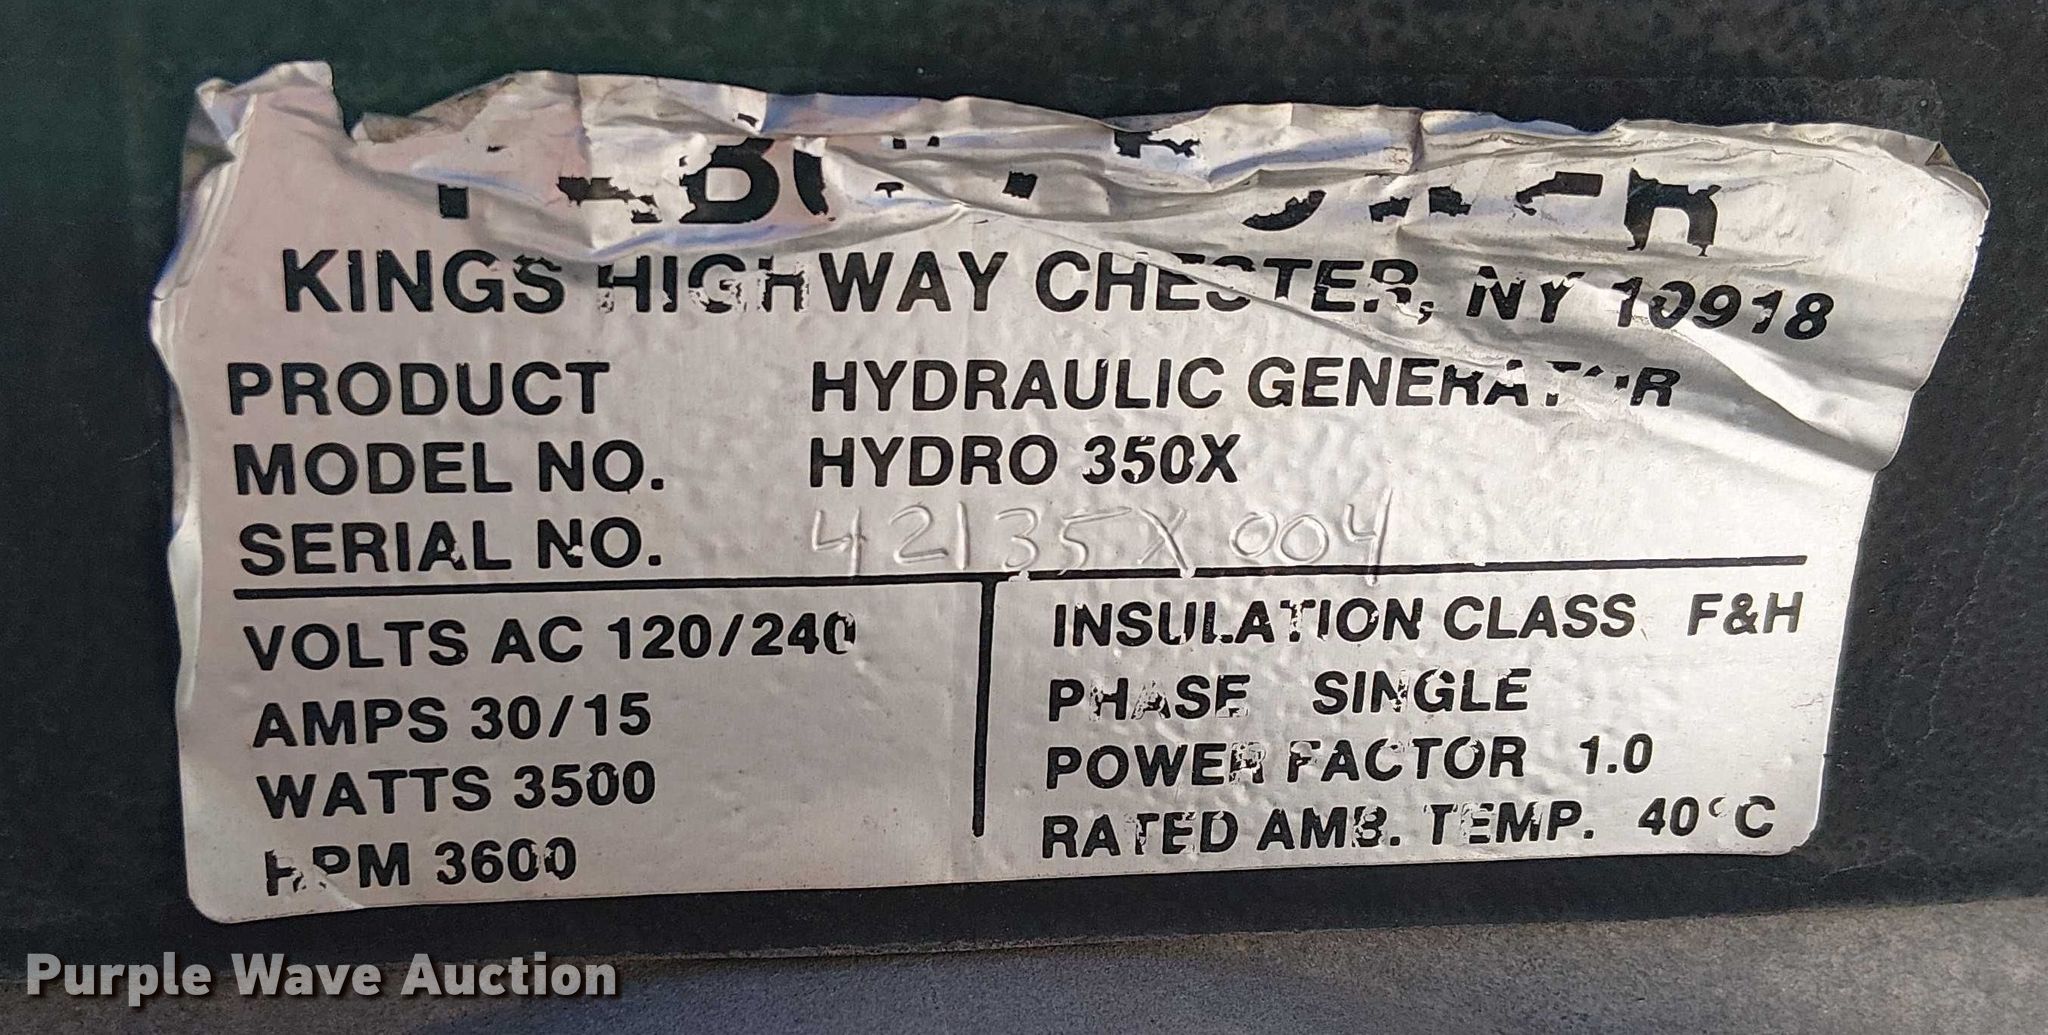 KINGS HIGHWAY CHESTER, NY 10918
PRODUCT HYDRAULIC GENERATOR
MODEL NO. HYDRO 350X
SERIAL NO. 42135X004
VOLTS AC 120/240
AMPS 30/15
WATTS 3500
RPM 3600
INSULATION CLASS F&H
PHASE SINGLE
POWER FACTOR 1.0
RATED AMB. TEMP. 40°C
Purple Wave Auction